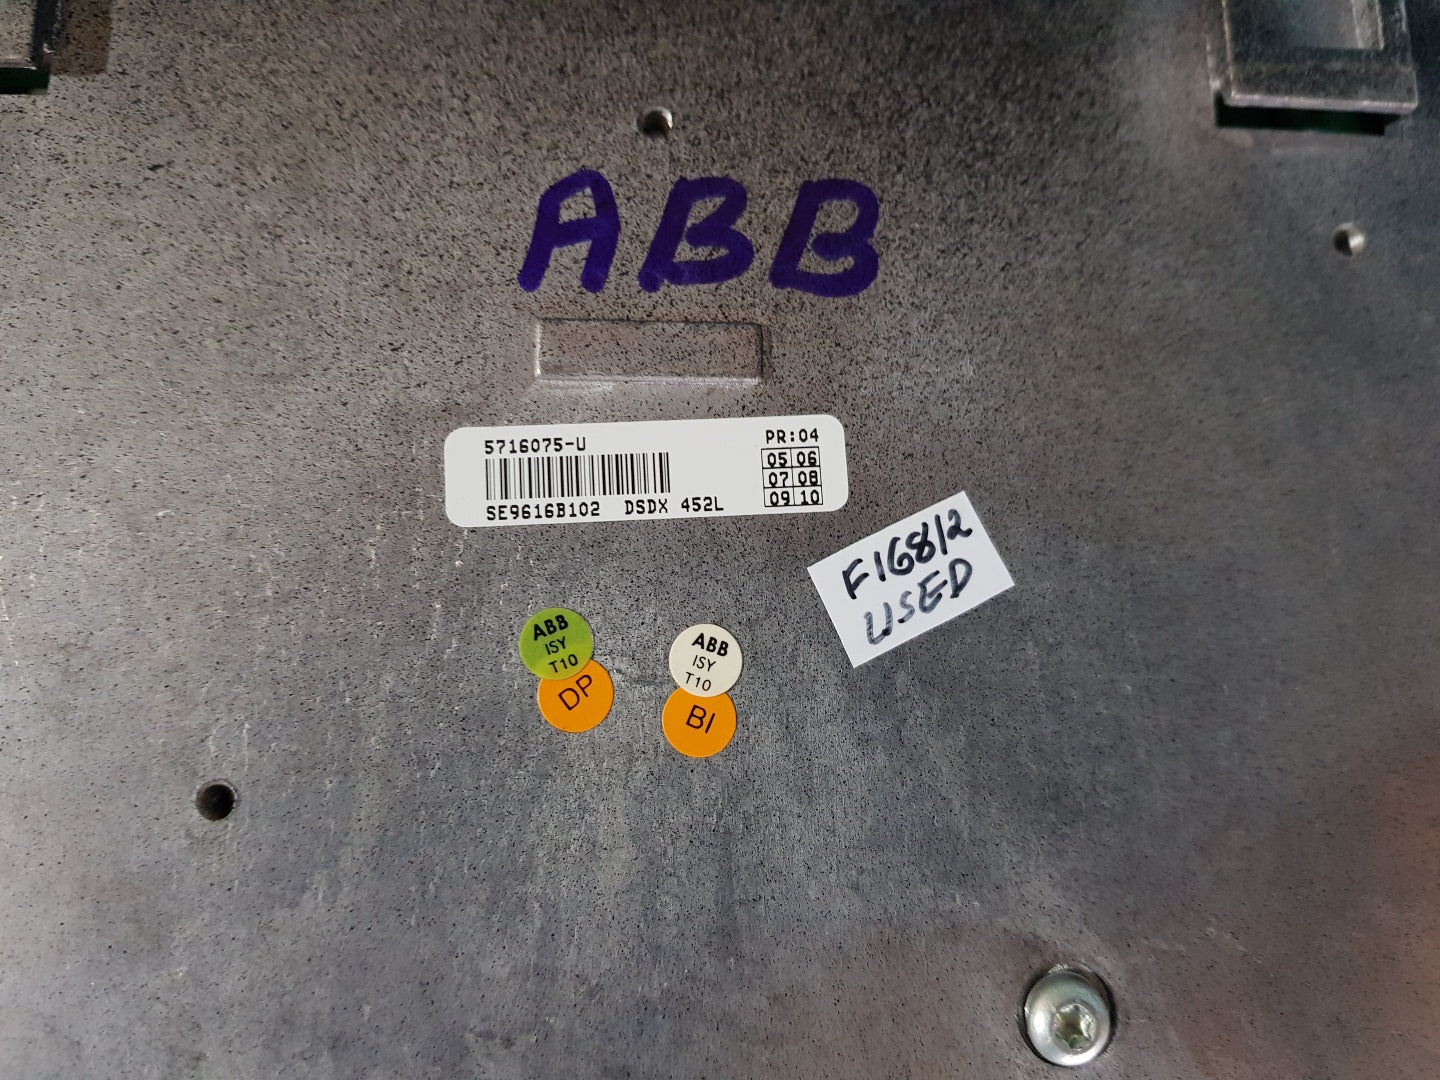 ABB
5716075-U
PR:04
05 06
07 08
09 10
SE9616B102 DSDX 452L
F168/2
USED
ABB
ISY
T10
DP
ABB
ISY
T10
BI